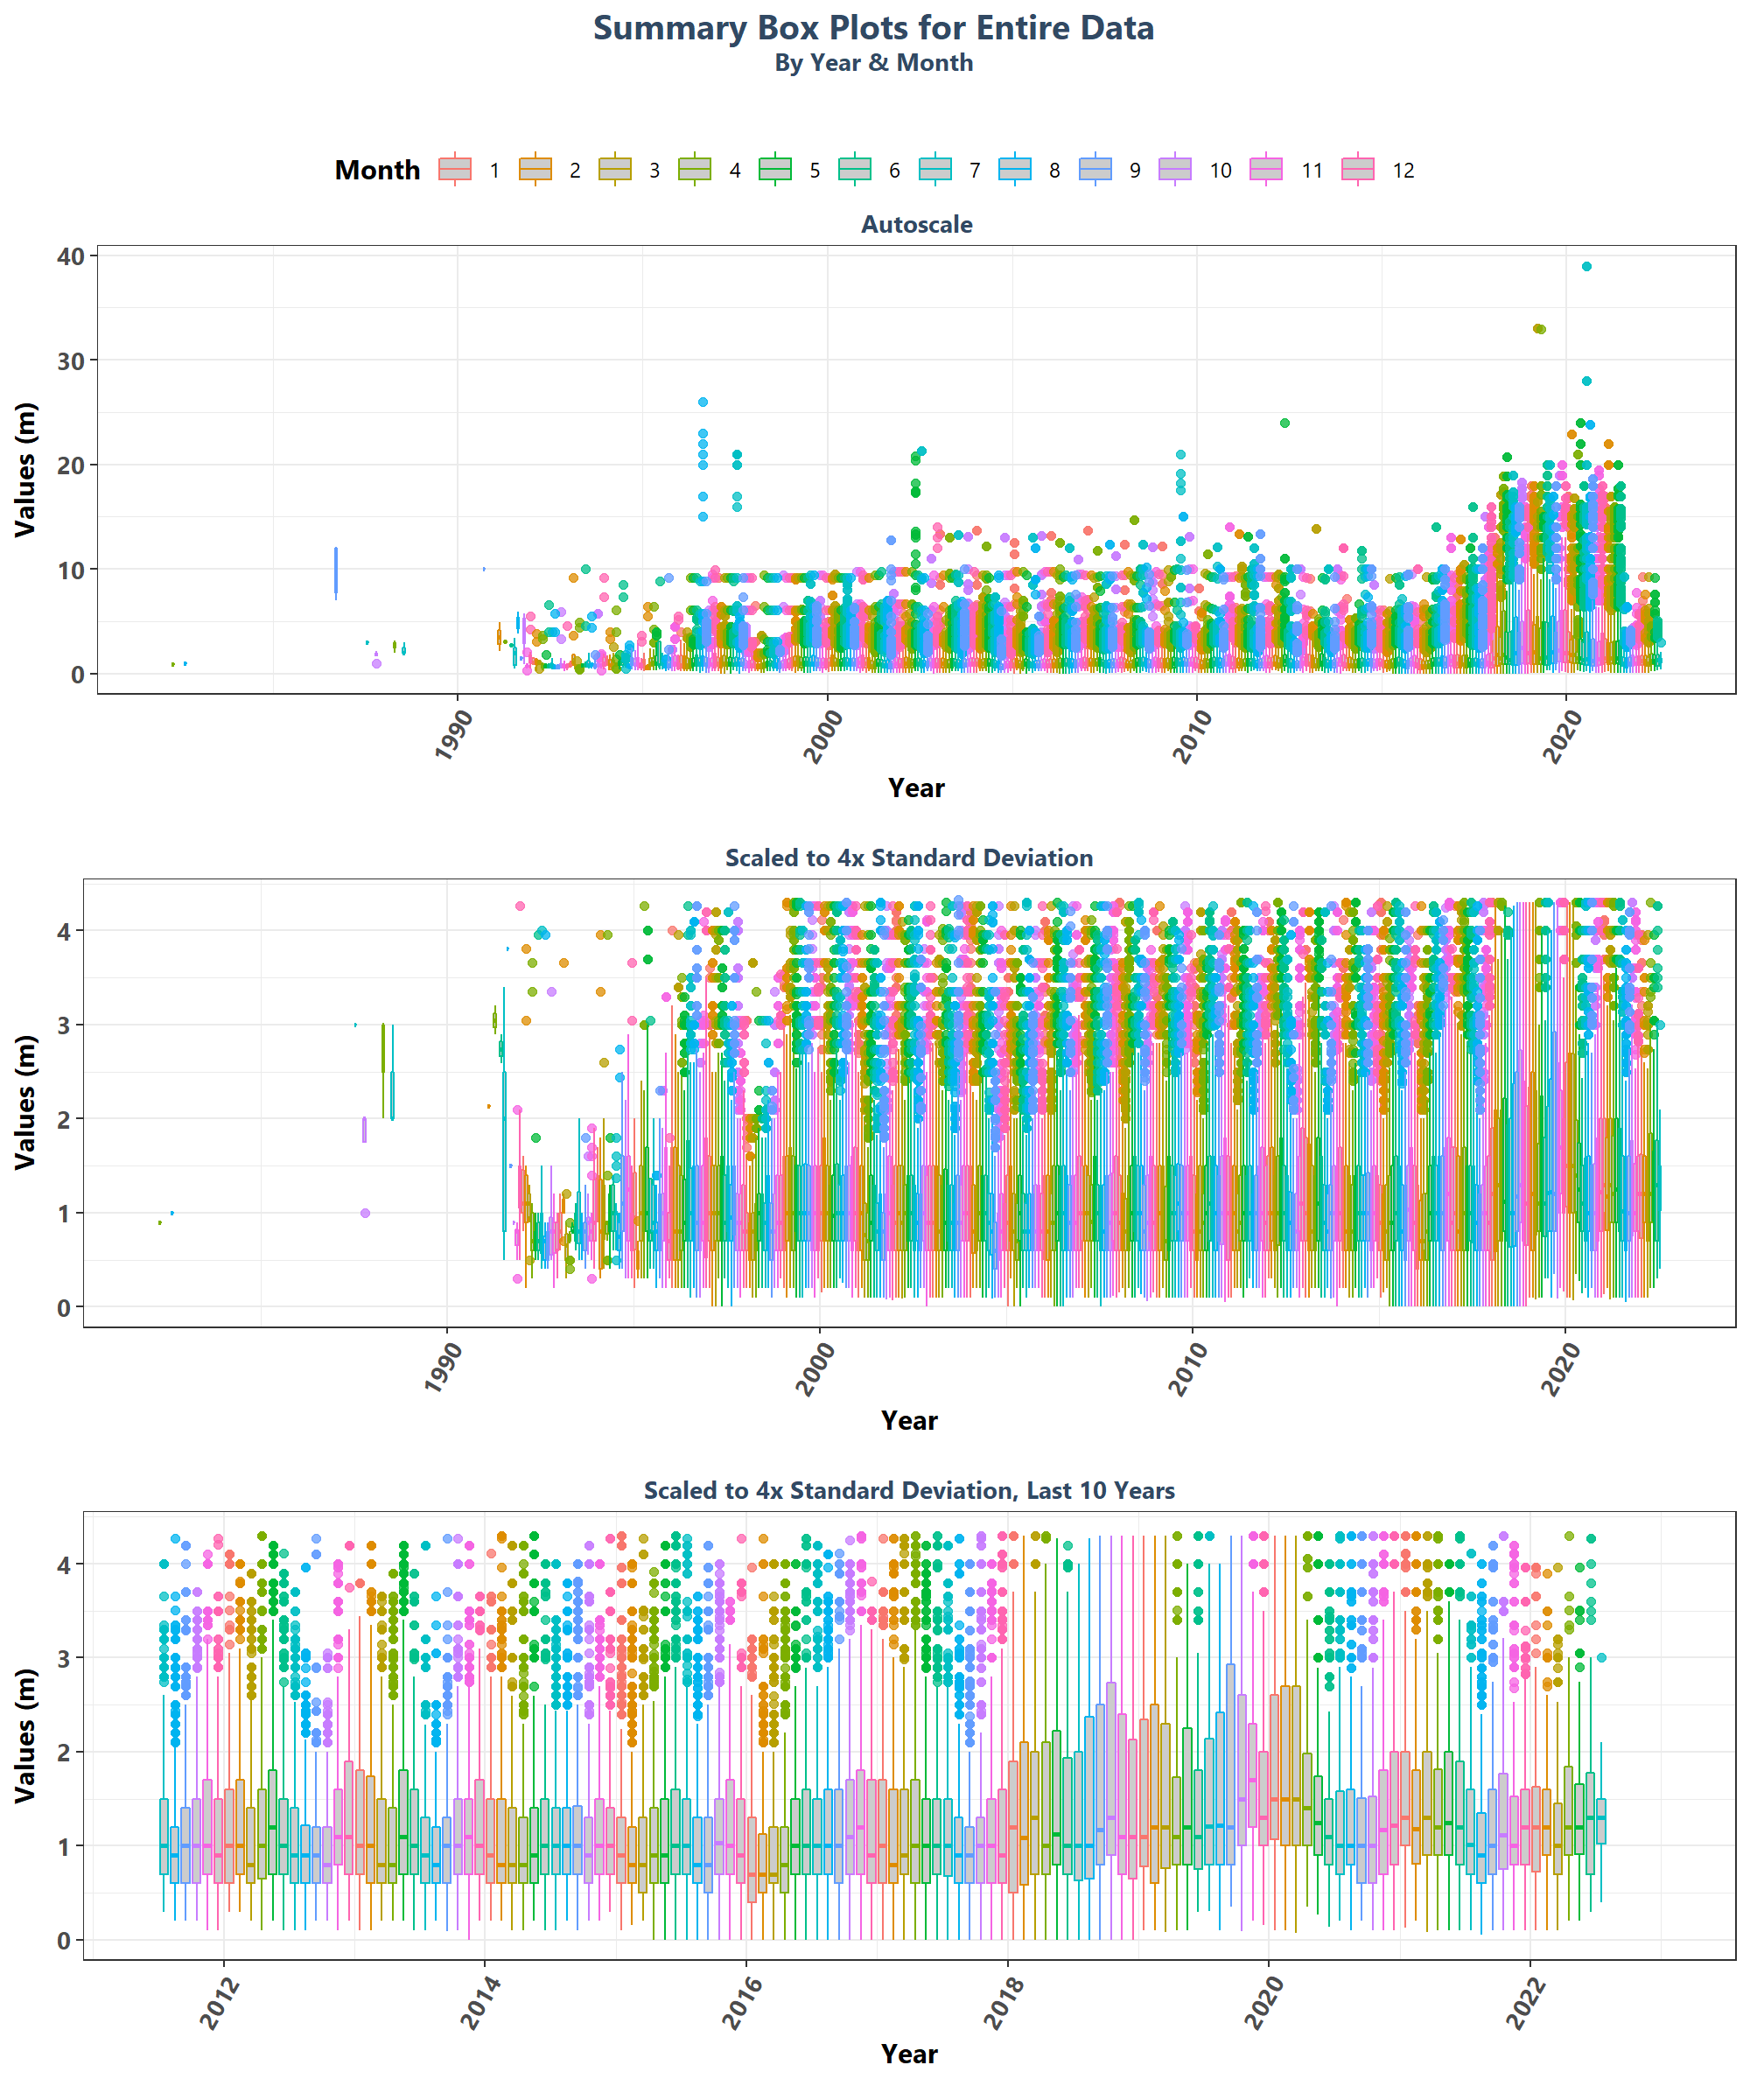 Summary Box Plots for Entire Data
By Year & Month
Month 1 2 3 4 5 6 7 8 9 10 11 12
Autoscale
Values (m)
40
30
20
10
0
1990 2000 2010 2020
Year
Scaled to 4x Standard Deviation
Values (m)
4
3
2
1
0
1990 2000 2010 2020
Year
Scaled to 4x Standard Deviation, Last 10 Years
Values (m)
4
3
2
1
0
2012 2014 2016 2018 2020 2022
Year